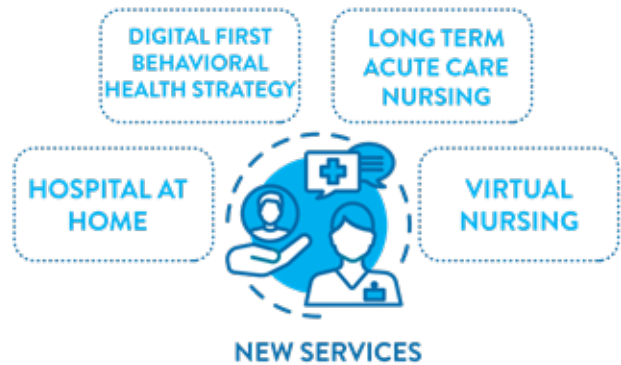 DIGITAL FIRST
BEHAVIORAL
HEALTH STRATEGY
LONG TERM
ACUTE CARE
NURSING
HOSPITAL AT
HOME
VIRTUAL
NURSING
NEW SERVICES